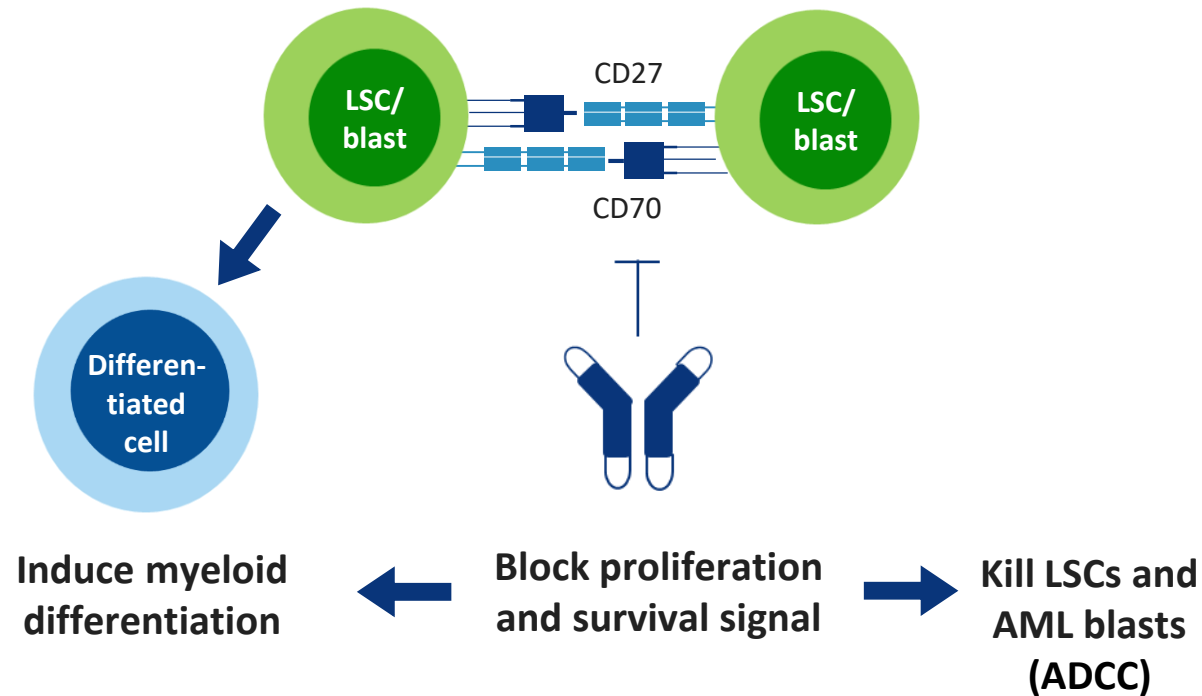 CD27
LSC/
blast
LSC/
blast
CD70
Differen-
tiated
cell
Induce myeloid
differentiation
Block proliferation
and survival signal
Kill LSCs and
AML blasts
(ADCC)